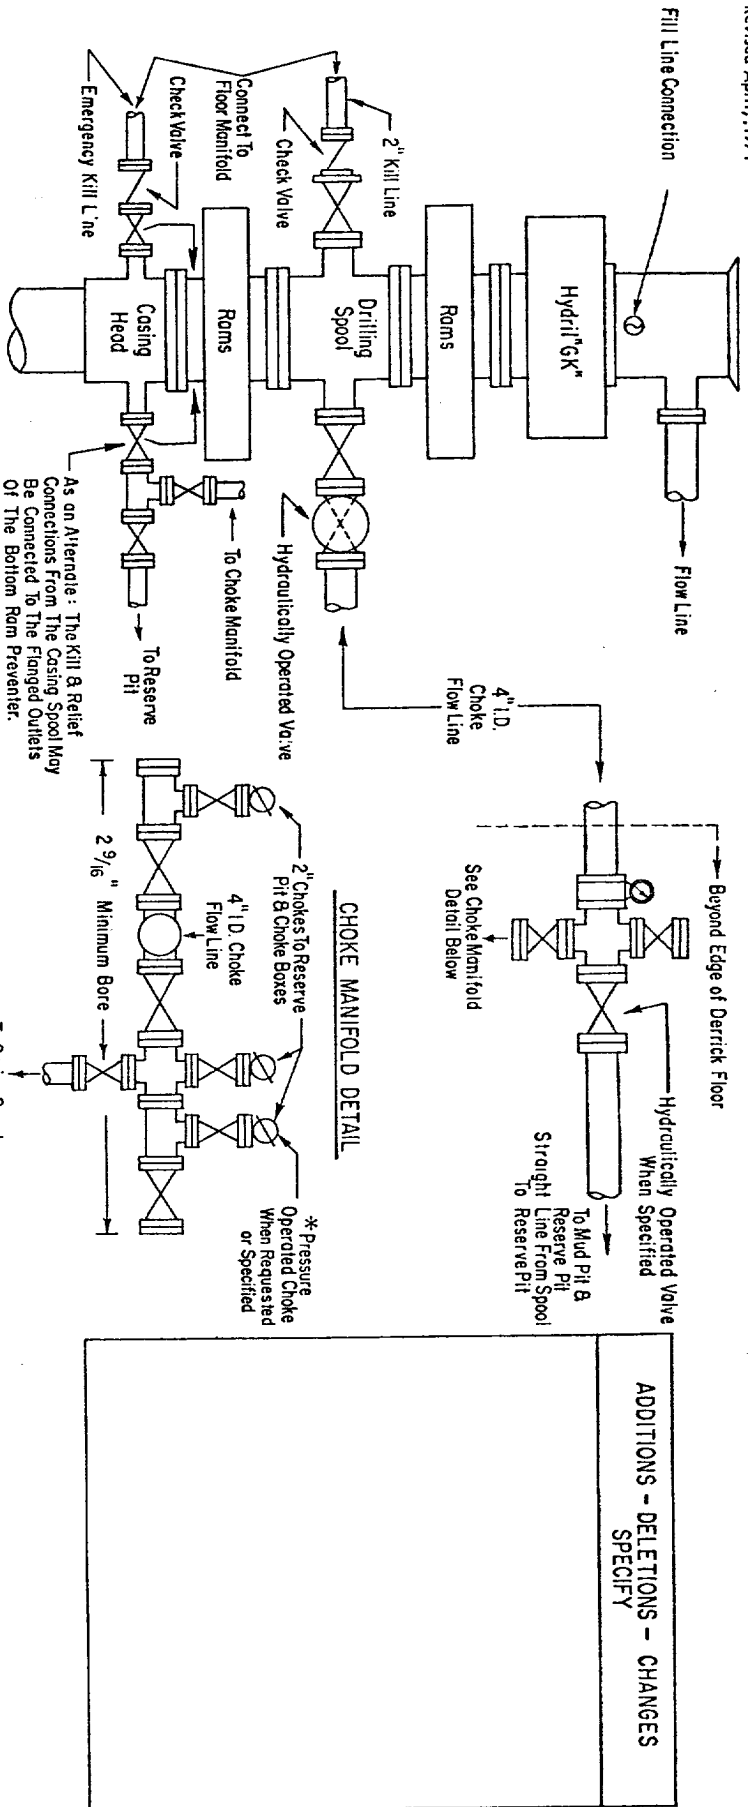 Fill Line Connection
Flow Line
Hydril "GK"
Rams
2" Kill Line
Check Valve
Drilling
Spool
Hydraulically Operated Valve
Connect To
Floor Manifold
Rams
Check Valve
Emergency Kill Line
Casing
Head
To Choke Manifold
To Reserve
Pit
As an Alternate: The Kill & Relief
Connections From The Casing Spool May
Be Connected To The Flanged Outlets
Of The Bottom Ram Preventer.
4" I.D.
Choke
Flow Line
Beyond Edge of Derrick Floor
Hydraulically Operated Valve
When Specified
See Choke Manifold
Detail Below
To Mud Pit &
Reserve Pit
Straight Line From Spool
To Reserve Pit
CHOKE MANIFOLD DETAIL
2" Chokes To Reserve
Pit & Choke Boxes
4" I.D. Choke
Flow Line
*Pressure
Operated Choke
When Requested
or Specified
2 9/16" Minimum Bore
ADDITIONS - DELETIONS - CHANGES
SPECIFY